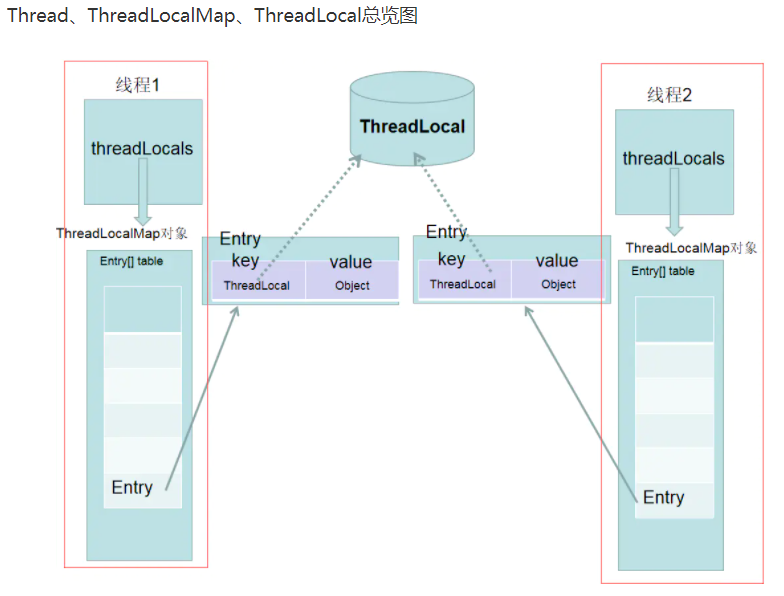 Thread、ThreadLocalMap、ThreadLocal总览图
线程1
threadLocals
ThreadLocalMap对象
Entry[] table
Entry
ThreadLocal
Entry
key value
ThreadLocal Object
Entry
key value
ThreadLocal Object
线程2
threadLocals
ThreadLocalMap对象
Entry[] table
Entry